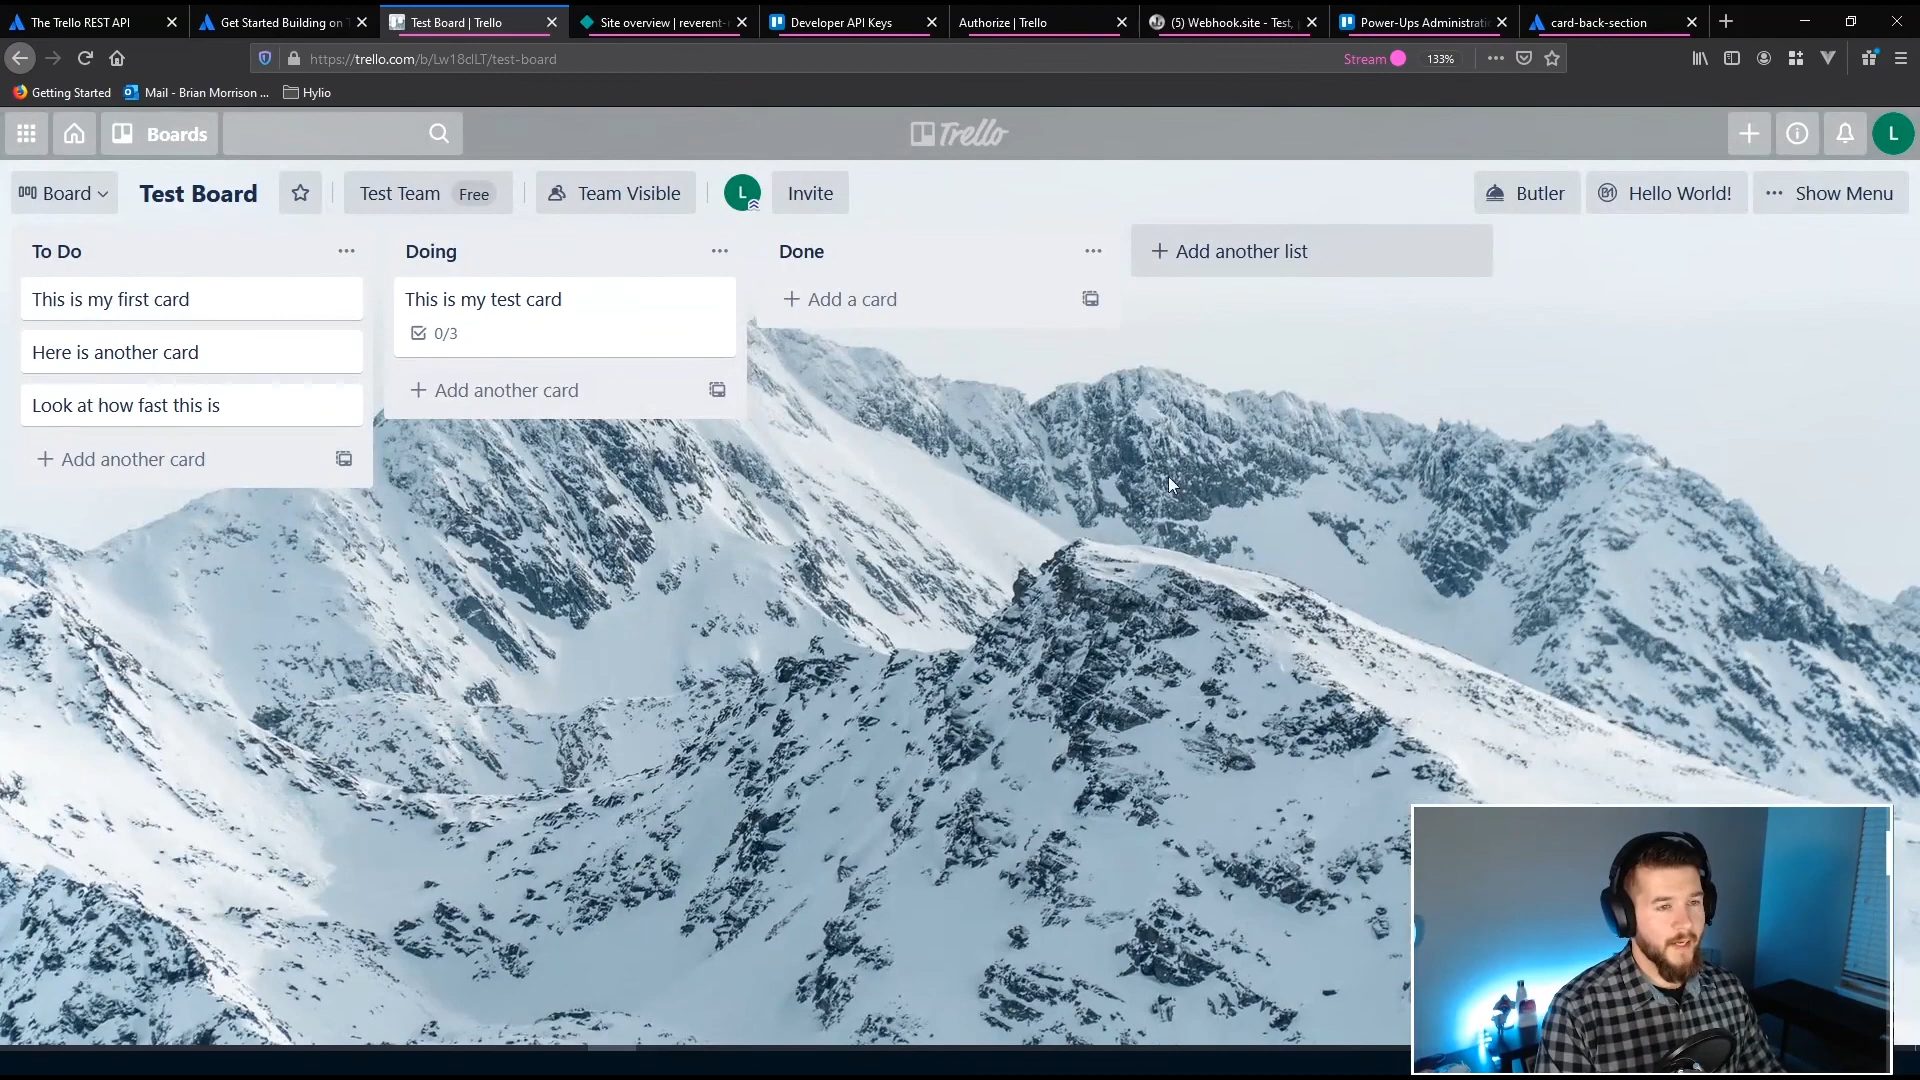 The Trello REST API
Get Started Building on T
Test Board | Trello
Site overview | reverent-
Developer API Keys
Authorize | Trello
(5) Webhook.site - Test,
Power-Ups Administrati
card-back-section
https://trello.com/b/Lw18clLT/test-board
Stream
133%
Getting Started
Mail - Brian Morrison ...
Hylio
Boards
Trello
L
Board
Test Board
Test Team Free
Team Visible
L
Invite
Butler
Hello World!
Show Menu
To Do
This is my first card
Here is another card
Look at how fast this is
Add another card
Doing
This is my test card
0/3
Add another card
Done
Add a card
Add another list